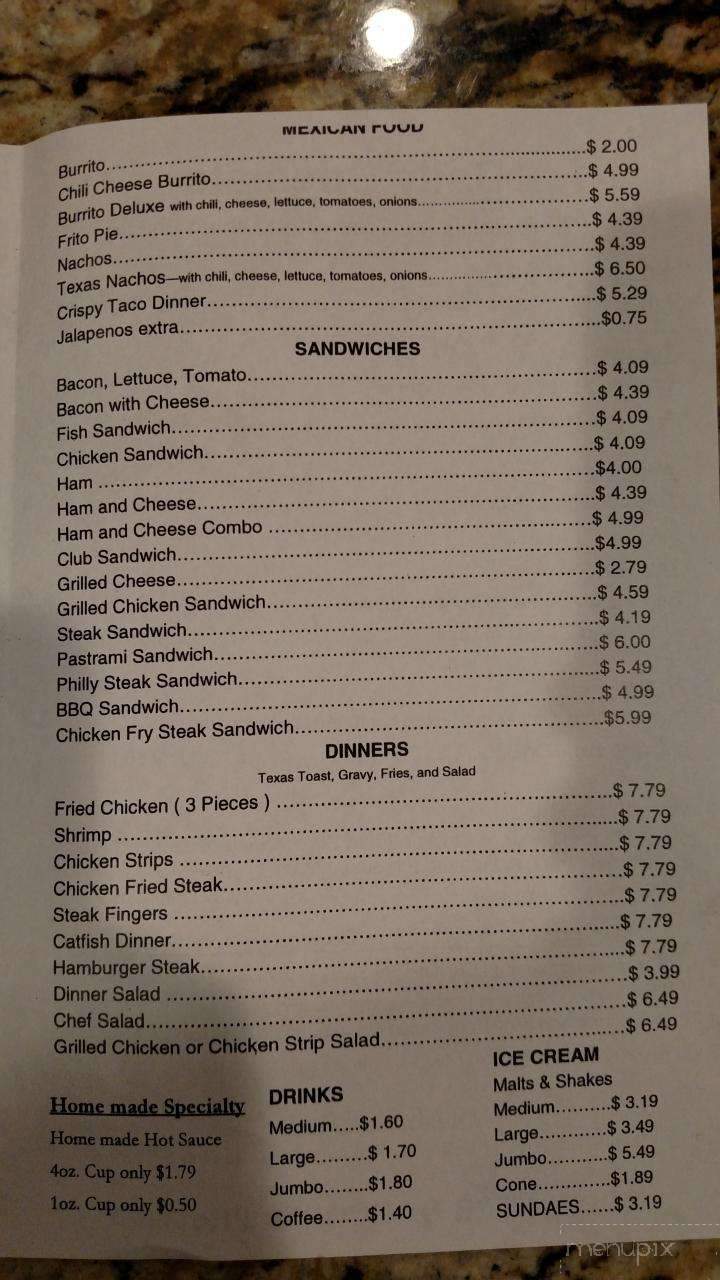 MEXICAN FOOD
Burrito..........$ 2.00
Chili Cheese Burrito..........$ 4.99
Burrito Deluxe with chili, cheese, lettuce, tomatoes, onions..........$ 5.59
Frito Pie..........$ 4.39
Nachos..........$ 4.39
Texas Nachos—with chili, cheese, lettuce, tomatoes, onions..........$ 6.50
Crispy Taco Dinner..........$ 5.29
Jalapenos extra..........$0.75
SANDWICHES
Bacon, Lettuce, Tomato..........$ 4.09
Bacon with Cheese..........$ 4.39
Fish Sandwich..........$ 4.09
Chicken Sandwich..........$ 4.09
Ham ..........$4.00
Ham and Cheese..........$ 4.39
Ham and Cheese Combo ..........$ 4.99
Club Sandwich..........$4.99
Grilled Cheese..........$ 2.79
Grilled Chicken Sandwich..........$ 4.59
Steak Sandwich..........$ 4.19
Pastrami Sandwich..........$ 6.00
Philly Steak Sandwich..........$ 5.49
BBQ Sandwich..........$ 4.99
Chicken Fry Steak Sandwich..........$5.99
DINNERS
Texas Toast, Gravy, Fries, and Salad
Fried Chicken ( 3 Pieces ) ..........$ 7.79
Shrimp ..........$ 7.79
Chicken Strips ..........$ 7.79
Chicken Fried Steak..........$ 7.79
Steak Fingers ..........$ 7.79
Catfish Dinner..........$ 7.79
Hamburger Steak..........$ 7.79
Dinner Salad ..........$ 3.99
Chef Salad..........$ 6.49
Grilled Chicken or Chicken Strip Salad..........$ 6.49
Home made Specialty
Home made Hot Sauce
4oz. Cup only $1.79
1oz. Cup only $0.50
DRINKS
Medium.....$1.60
Large.........$ 1.70
Jumbo........$1.80
Coffee........$1.40
ICE CREAM
Malts & Shakes
Medium..........$ 3.19
Large............$ 3.49
Jumbo..........$ 5.49
Cone.............$1.89
SUNDAES......$ 3.19
menupix